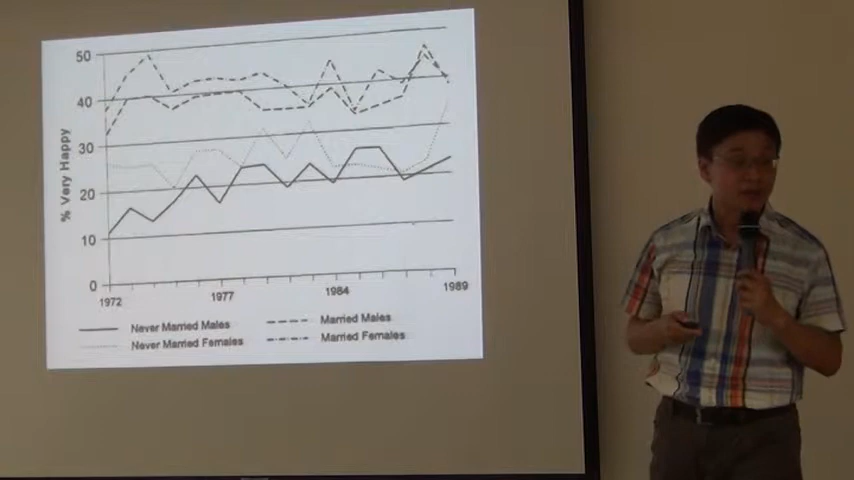 50
40
30
20
10
0
% Very Happy
1972
1977
1984
1989
Never Married Males
Married Males
Never Married Females
Married Females